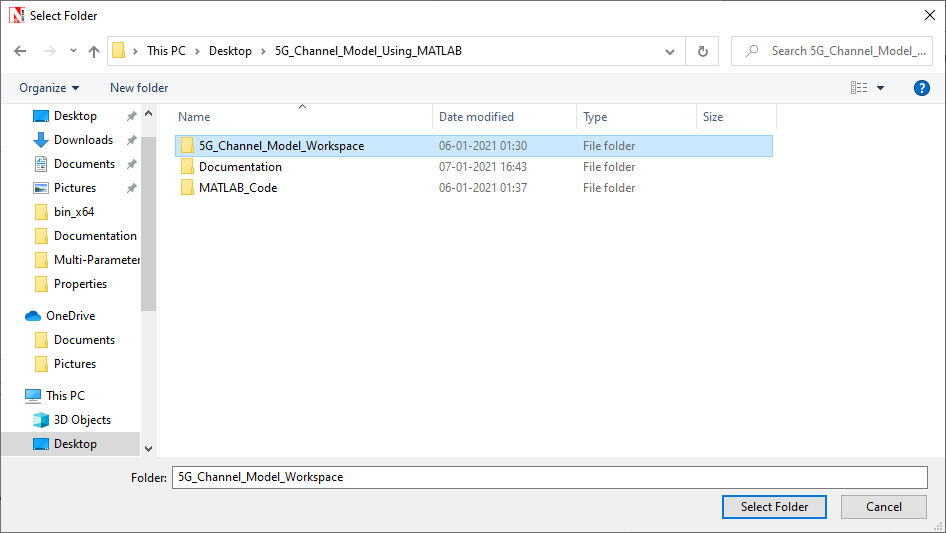 Select Folder
This PC
Desktop
5G_Channel_Model_Using_MATLAB
Search 5G_Channel_Model_...
Organize
New folder
Name
Date modified
Type
Size
Desktop
Downloads
Documents
Pictures
bin_x64
Documentation
Multi-Parameter
Properties
OneDrive
Documents
Pictures
This PC
3D Objects
Desktop
5G_Channel_Model_Workspace 06-01-2021 01:30 File folder
Documentation 07-01-2021 16:43 File folder
MATLAB_Code 06-01-2021 01:37 File folder
Folder: 5G_Channel_Model_Workspace
Select Folder
Cancel